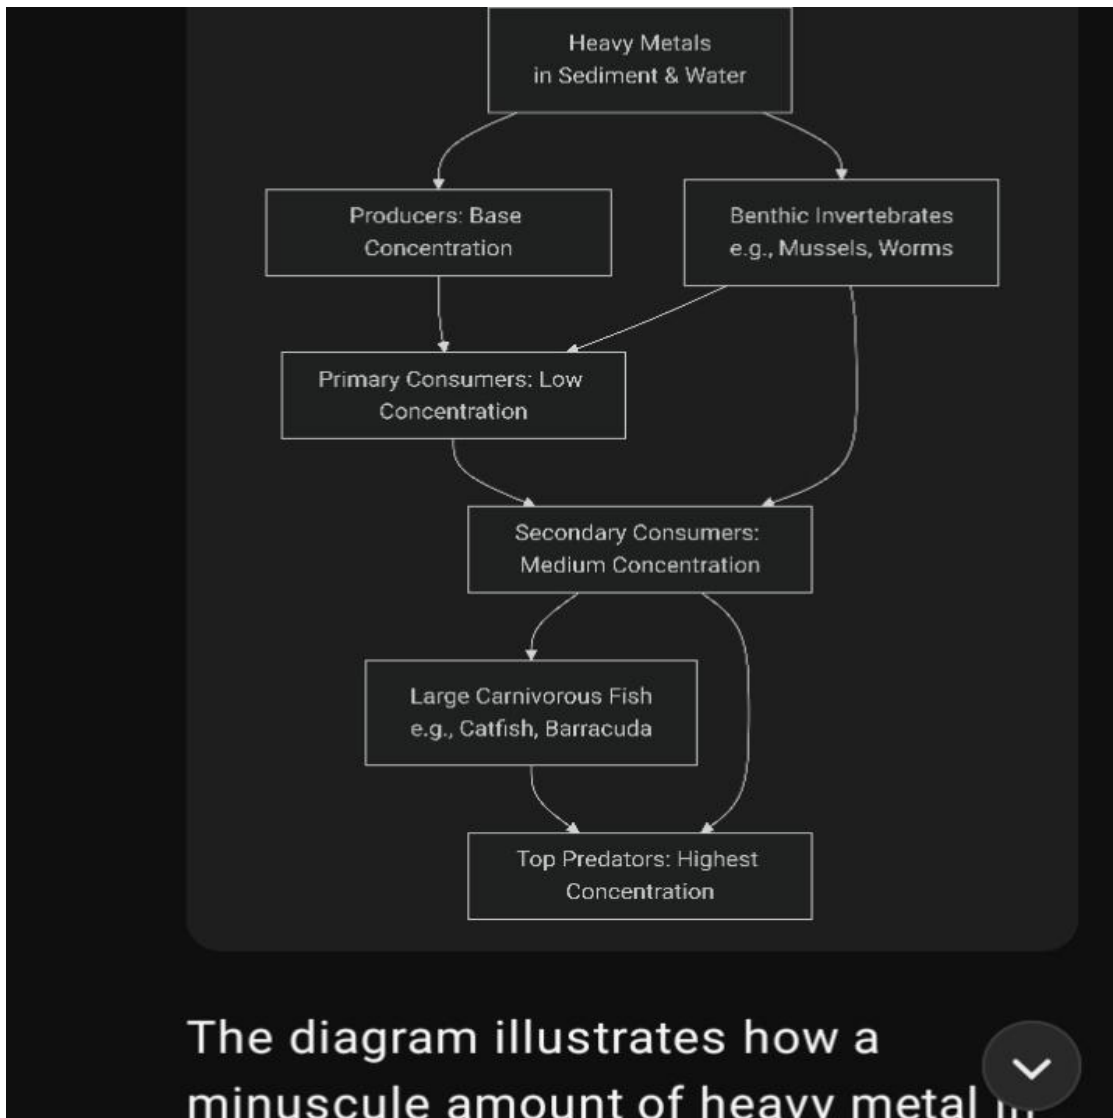 Heavy Metals
in Sediment & Water
Producers: Base
Concentration
Benthic Invertebrates
e.g., Mussels, Worms
Primary Consumers: Low
Concentration
Secondary Consumers:
Medium Concentration
Large Carnivorous Fish
e.g., Catfish, Barracuda
Top Predators: Highest
Concentration
The diagram illustrates how a
minuscule amount of heavy metal